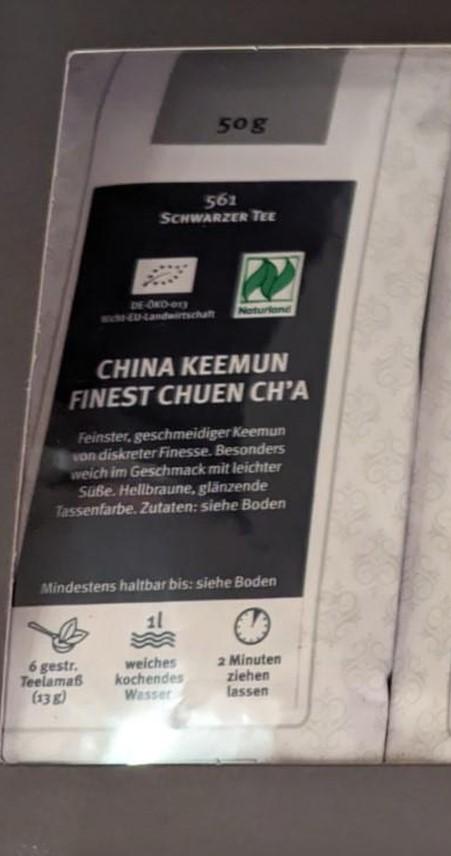 50g
561
SCHWARZER TEE
DE-ÖKO-013
Nicht-EU-Landwirtschaft
Naturland
CHINA KEEMUN
FINEST CHUEN CH'A
Feinster, geschmeidiger Keemun
von diskreter Finesse. Besonders
weich im Geschmack mit leichter
Süße. Hellbraune, glänzende
Tassenfarbe. Zutaten: siehe Boden
Mindestens haltbar bis: siehe Boden
6 gestr.
Teelamaß
(13 g)
1l
weiches
kochendes
Wasser
2 Minuten
ziehen
lassen